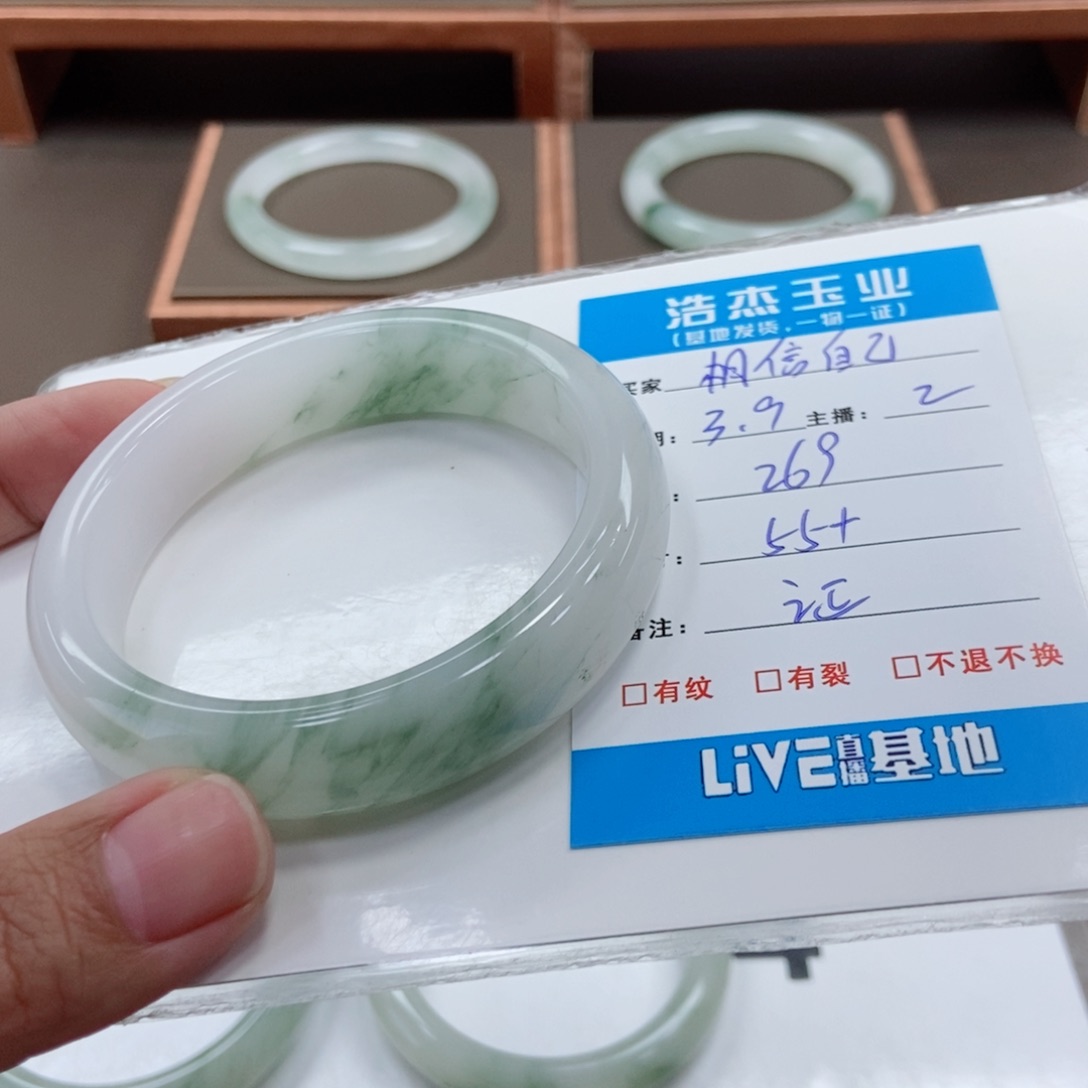 浩杰玉业
(基地发货,一物一证)
买家 相信自己
期: 3.9 主播: 2
: 269
: 55+
备注: 证
□有纹 □有裂 □不退不换
LiVE直播基地